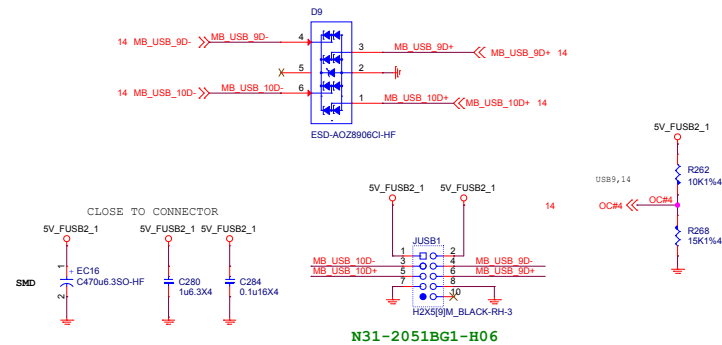 D9
14 MB_USB_9D- MB_USB_9D- 4
3 MB_USB_9D+ MB_USB_9D+ 14
5 2
14 MB_USB_10D- MB_USB_10D- 6
1 MB_USB_10D+ MB_USB_10D+ 14
ESD-AOZ8906CI-HF
5V_FUSB2_1
R262
10K1%4
USB9,14
14 OC#4 OC#4
R268
15K1%4
CLOSE TO CONNECTOR
5V_FUSB2_1 5V_FUSB2_1 5V_FUSB2_1
SMD
1
+ EC16
C470u6.3SO-HF
2
C280
1u6.3X4
C284
0.1u16X4
5V_FUSB2_1 5V_FUSB2_1
JUSB1
1 2
MB_USB_10D- 3 4 MB_USB_9D-
MB_USB_10D+ 5 6 MB_USB_9D+
7 8
10
H2X5[9]M_BLACK-RH-3
N31-2051BG1-H06